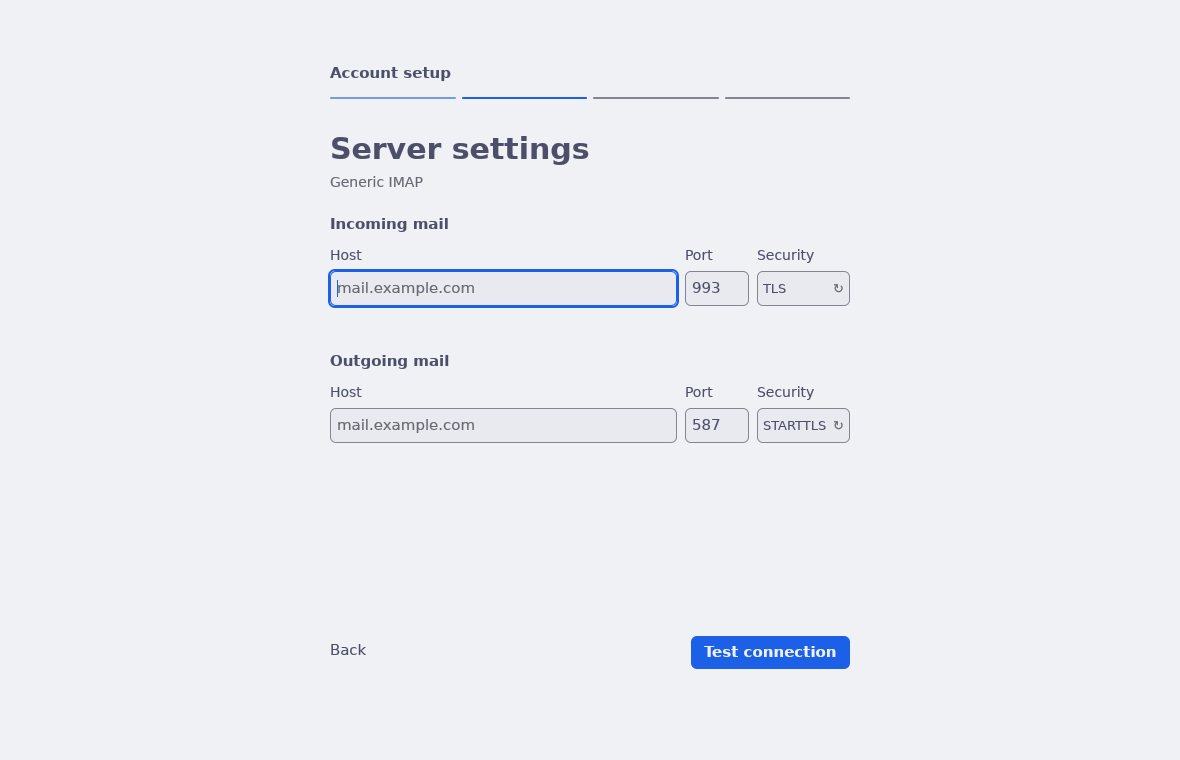 Account setup
Server settings
Generic IMAP
Incoming mail
Host Port Security
mail.example.com 993 TLS ↻
Outgoing mail
Host Port Security
mail.example.com 587 STARTTLS ↻
Back Test connection